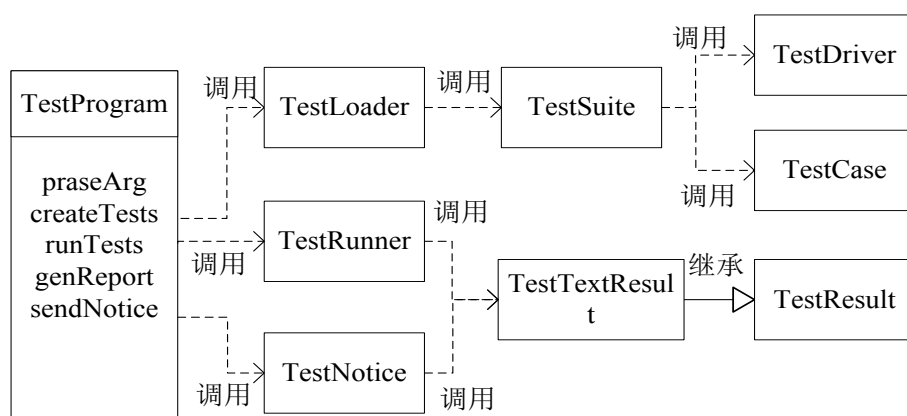 TestProgram
praseArg
createTests
runTests
genReport
sendNotice
调用
TestLoader
调用
TestSuite
调用
TestDriver
调用
TestCase
调用
TestRunner
调用
调用
TestNotice
调用
TestTextResul
t
继承
TestResult